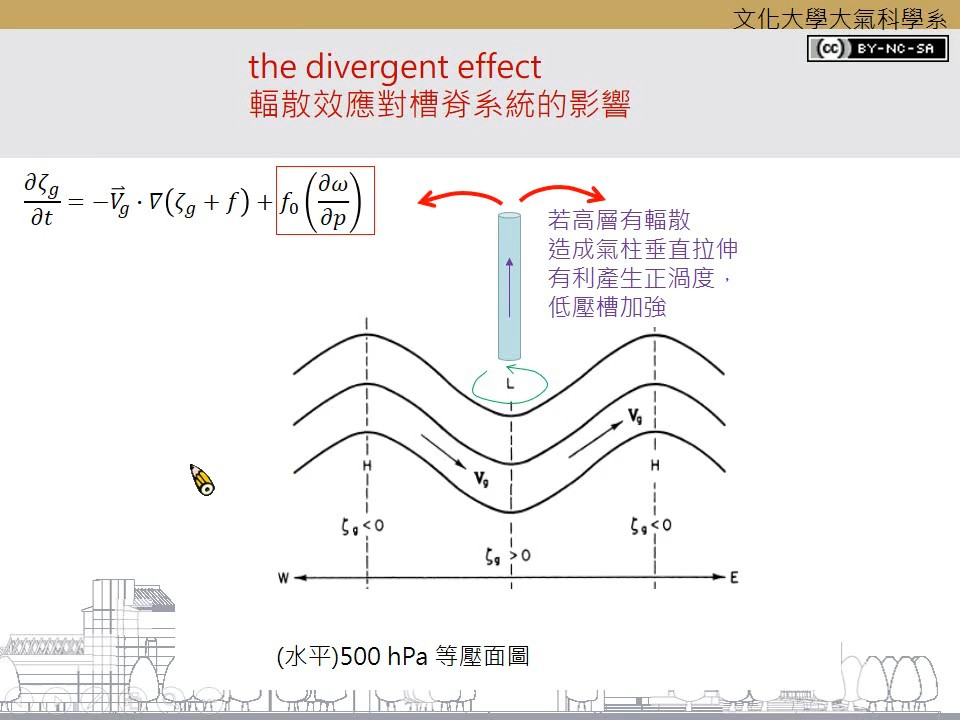 文化大學大氣科學系
(cc) BY-NC-SA
the divergent effect
輻散效應對槽脊系統的影響
∂ζg/∂t = −V⃗g · ∇(ζg + f) + f0(∂ω/∂p)
若高層有輻散
造成氣柱垂直拉伸
有利產生正渦度，
低壓槽加強
L
Vg
H
H
Vg
ζg<0
ζg<0
ζg>0
W
E
(水平)500 hPa 等壓面圖